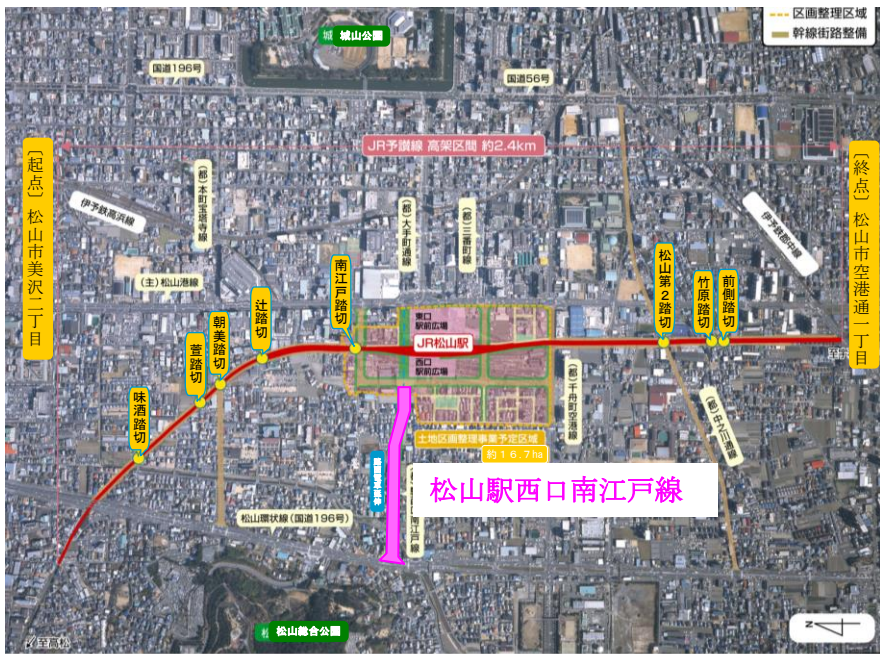 区画整理区域
幹線街路整備
城山公園
国道196号
国道56号
JR予讃線 高架区間 約2.4km
〔起点〕松山市美沢二丁目
〔終点〕松山市空港通一丁目
伊予鉄高浜線
(都)本町宝塔寺線
(都)大手町通線
(都)三番町線
伊予鉄郡中線
(主)松山港線
南江戸踏切
辻踏切
朝美踏切
萱踏切
味酒踏切
松山第2踏切
竹原踏切
前側踏切
東口
駅前広場
JR松山駅
西口
駅前広場
(都)千舟町空港線
(都)中之川通線
土地区画整理事業予定区域
約16.7ha
松山駅西口南江戸線
南江戸線
松山環状線(国道196号)
松山総合公園
至高松
N